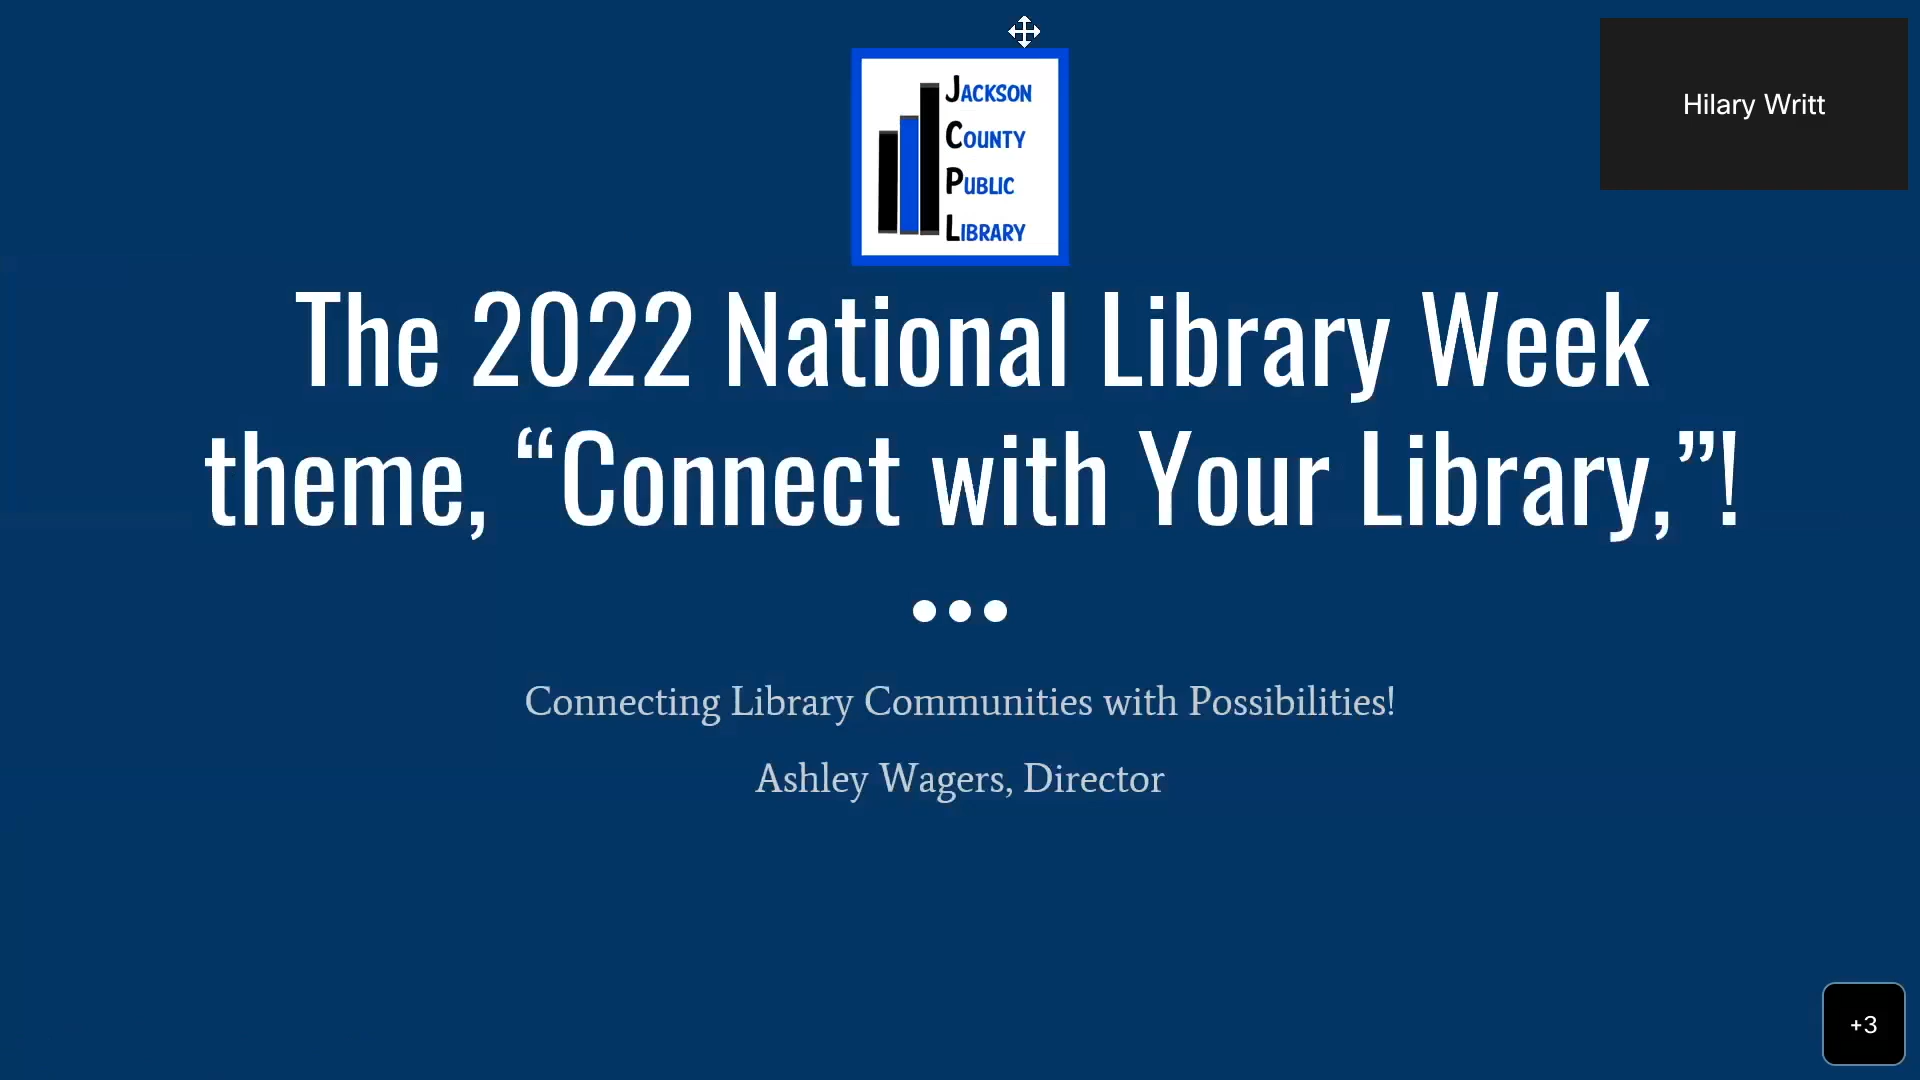 JACKSON
COUNTY
PUBLIC
LIBRARY
Hilary Writt
The 2022 National Library Week
theme, “Connect with Your Library,”!
Connecting Library Communities with Possibilities!
Ashley Wagers, Director
+3